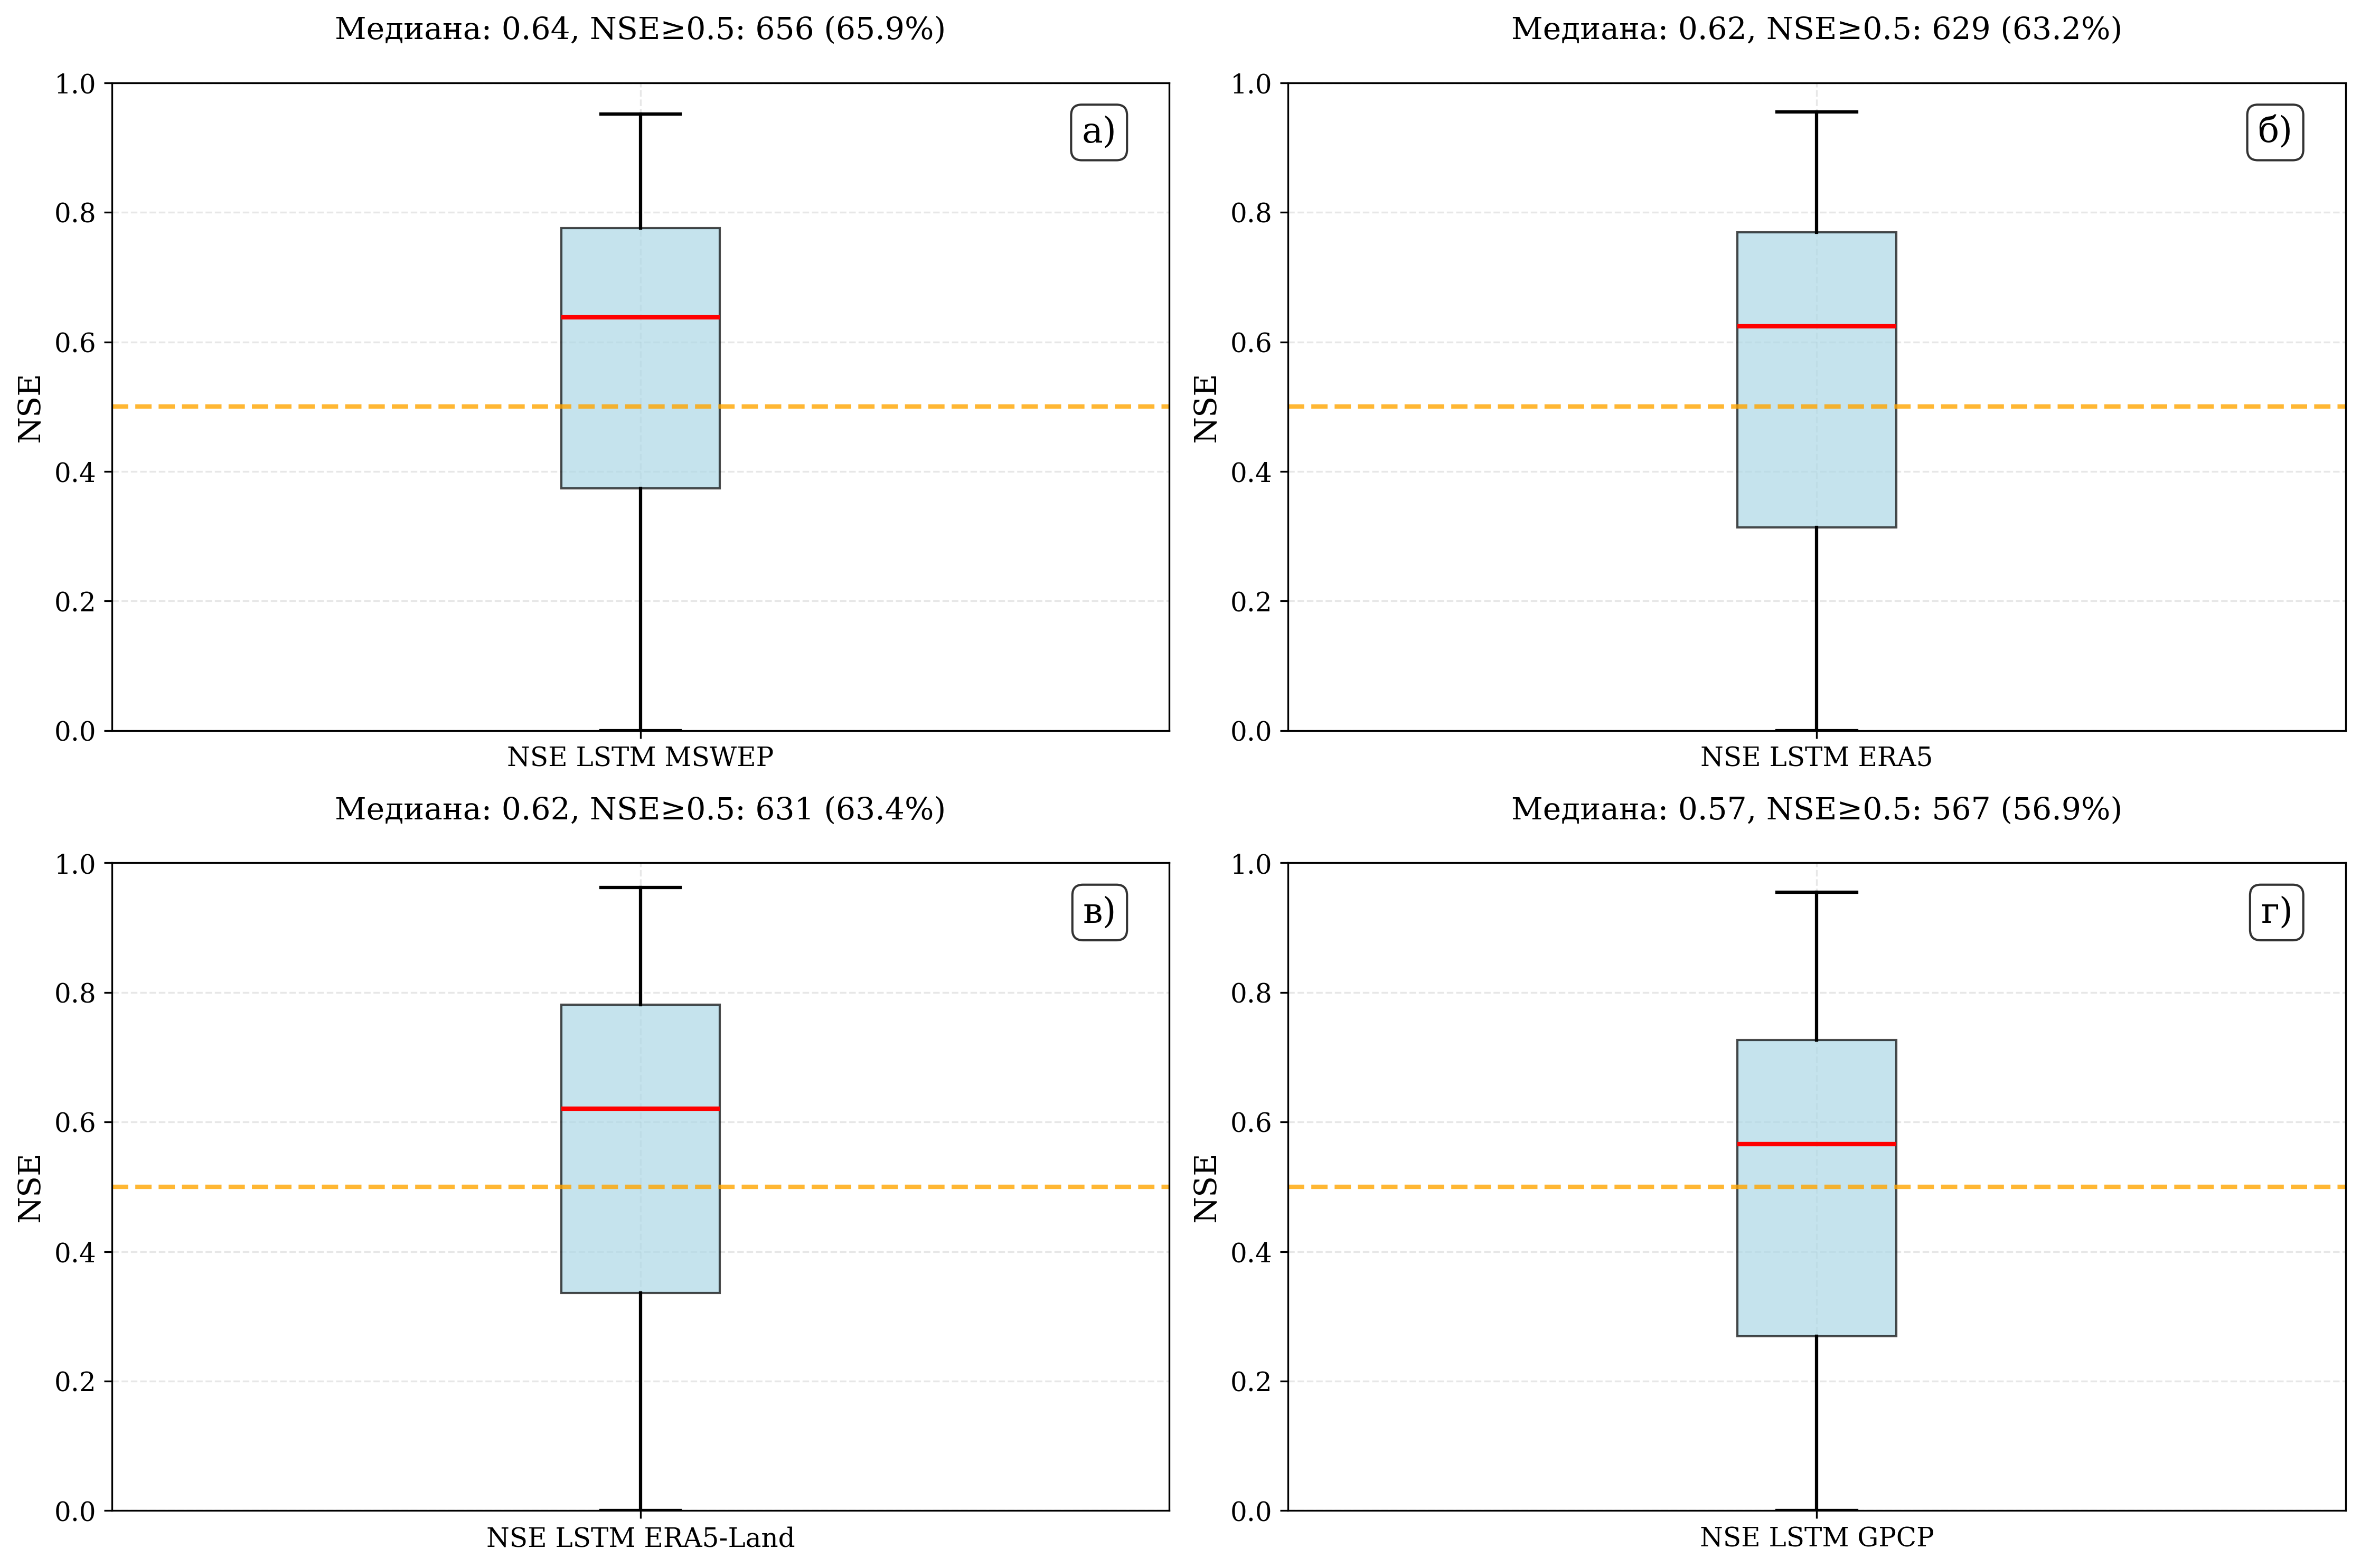 Медиана: 0.64, NSE≥0.5: 656 (65.9%)
1.0
0.8
0.6
0.4
0.2
0.0
NSE
а)
NSE LSTM MSWEP
Медиана: 0.62, NSE≥0.5: 629 (63.2%)
1.0
0.8
0.6
0.4
0.2
0.0
NSE
б)
NSE LSTM ERA5
Медиана: 0.62, NSE≥0.5: 631 (63.4%)
1.0
0.8
0.6
0.4
0.2
0.0
NSE
в)
NSE LSTM ERA5-Land
Медиана: 0.57, NSE≥0.5: 567 (56.9%)
1.0
0.8
0.6
0.4
0.2
0.0
NSE
г)
NSE LSTM GPCP